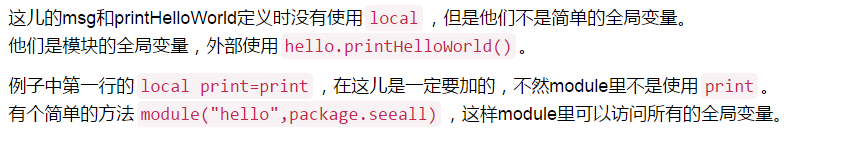 这儿的msg和printHelloWorld定义时没有使用 local ，但是他们不是简单的全局变量。
他们是模块的全局变量，外部使用 hello.printHelloWorld() 。
例子中第一行的 local print=print ，在这儿是一定要加的，不然module里不是使用 print 。
有个简单的方法 module("hello",package.seeall) ，这样module里可以访问所有的全局变量。